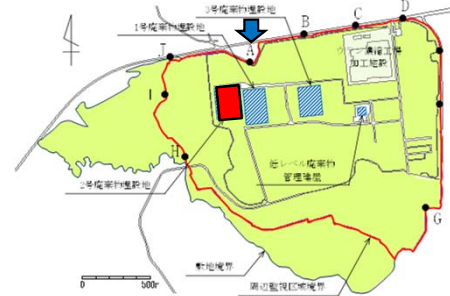 3号廃棄物埋設地
1号廃棄物埋設地
A
B
C
D
ウラン濃縮工場
加工施設
I
H
G
低レベル廃棄物
管理建屋
2号廃棄物埋設地
敷地境界
周辺監視区域境界
0
500m